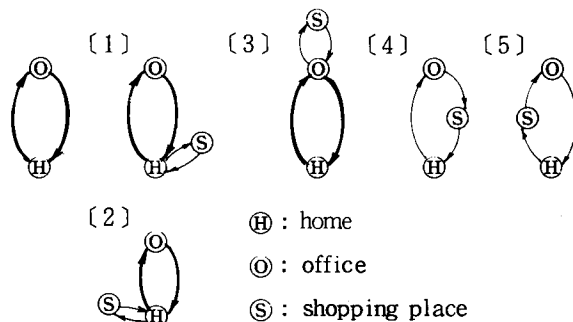 〔1〕 〔3〕 〔4〕 〔5〕
S
O O O O O
S S
S
H H H H H
〔2〕
O
S H
H : home
O : office
S : shopping place